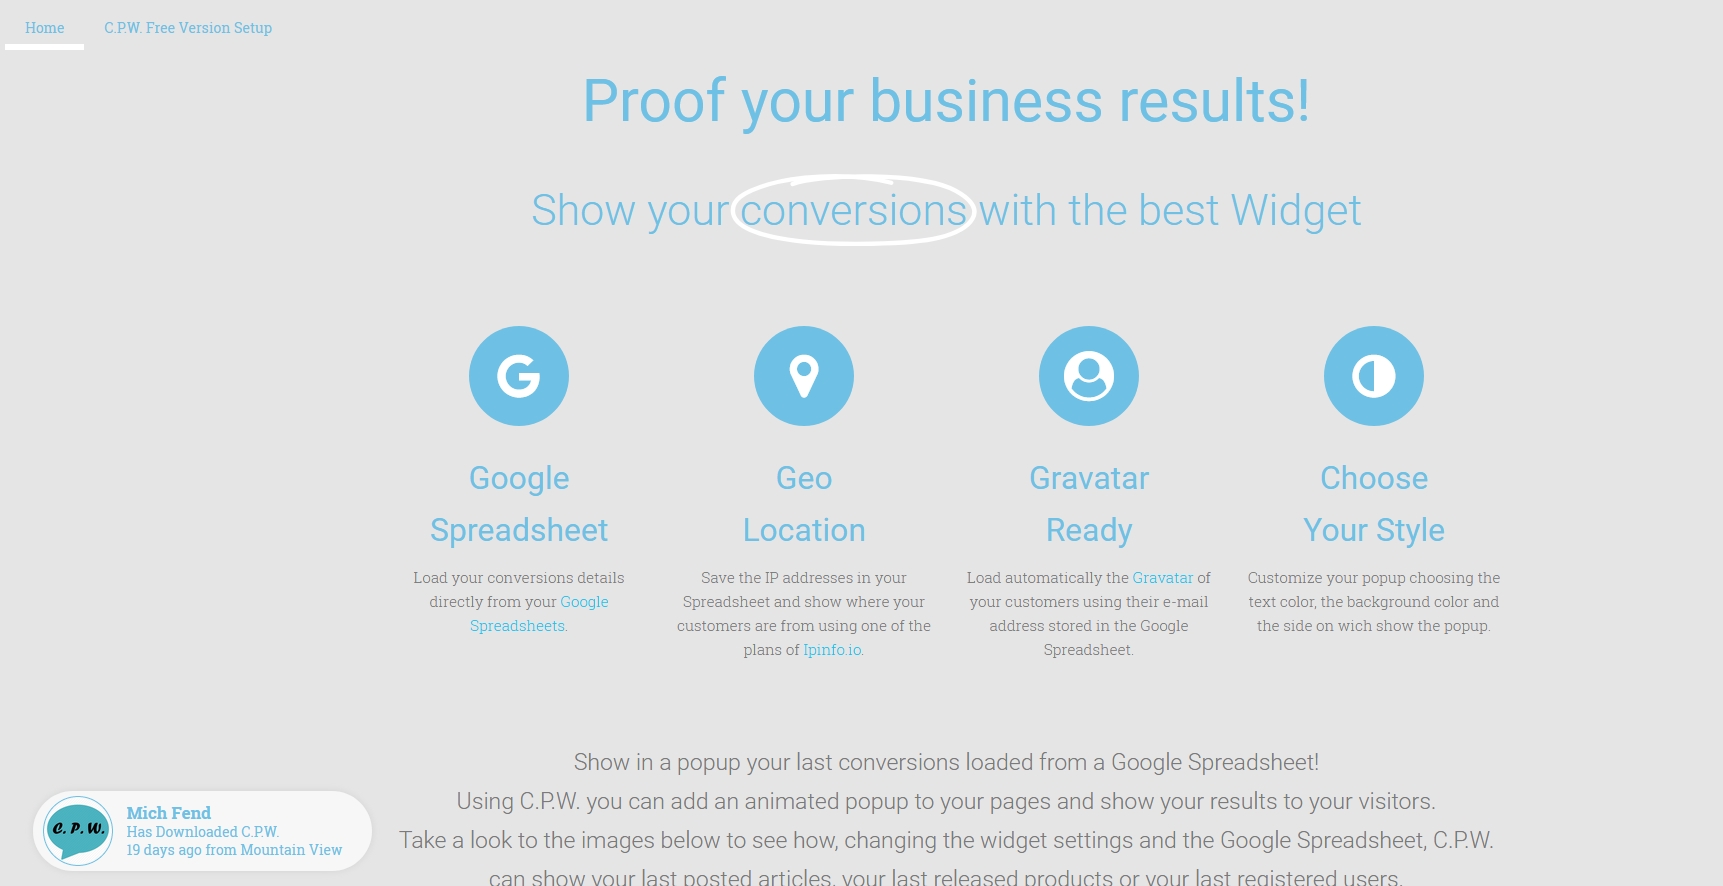 Home
C.P.W. Free Version Setup
Proof your business results!
Show your conversions with the best Widget
Google
Spreadsheet
Load your conversions details
directly from your Google
Spreadsheets.
Geo
Location
Save the IP addresses in your
Spreadsheet and show where your
customers are from using one of the
plans of Ipinfo.io.
Gravatar
Ready
Load automatically the Gravatar of
your customers using their e-mail
address stored in the Google
Spreadsheet.
Choose
Your Style
Customize your popup choosing the
text color, the background color and
the side on wich show the popup.
Show in a popup your last conversions loaded from a Google Spreadsheet!
Using C.P.W. you can add an animated popup to your pages and show your results to your visitors.
Take a look to the images below to see how, changing the widget settings and the Google Spreadsheet, C.P.W.
can show your last posted articles, your last released products or your last registered users.
C.P.W.
Mich Fend
Has Downloaded C.P.W.
19 days ago from Mountain View